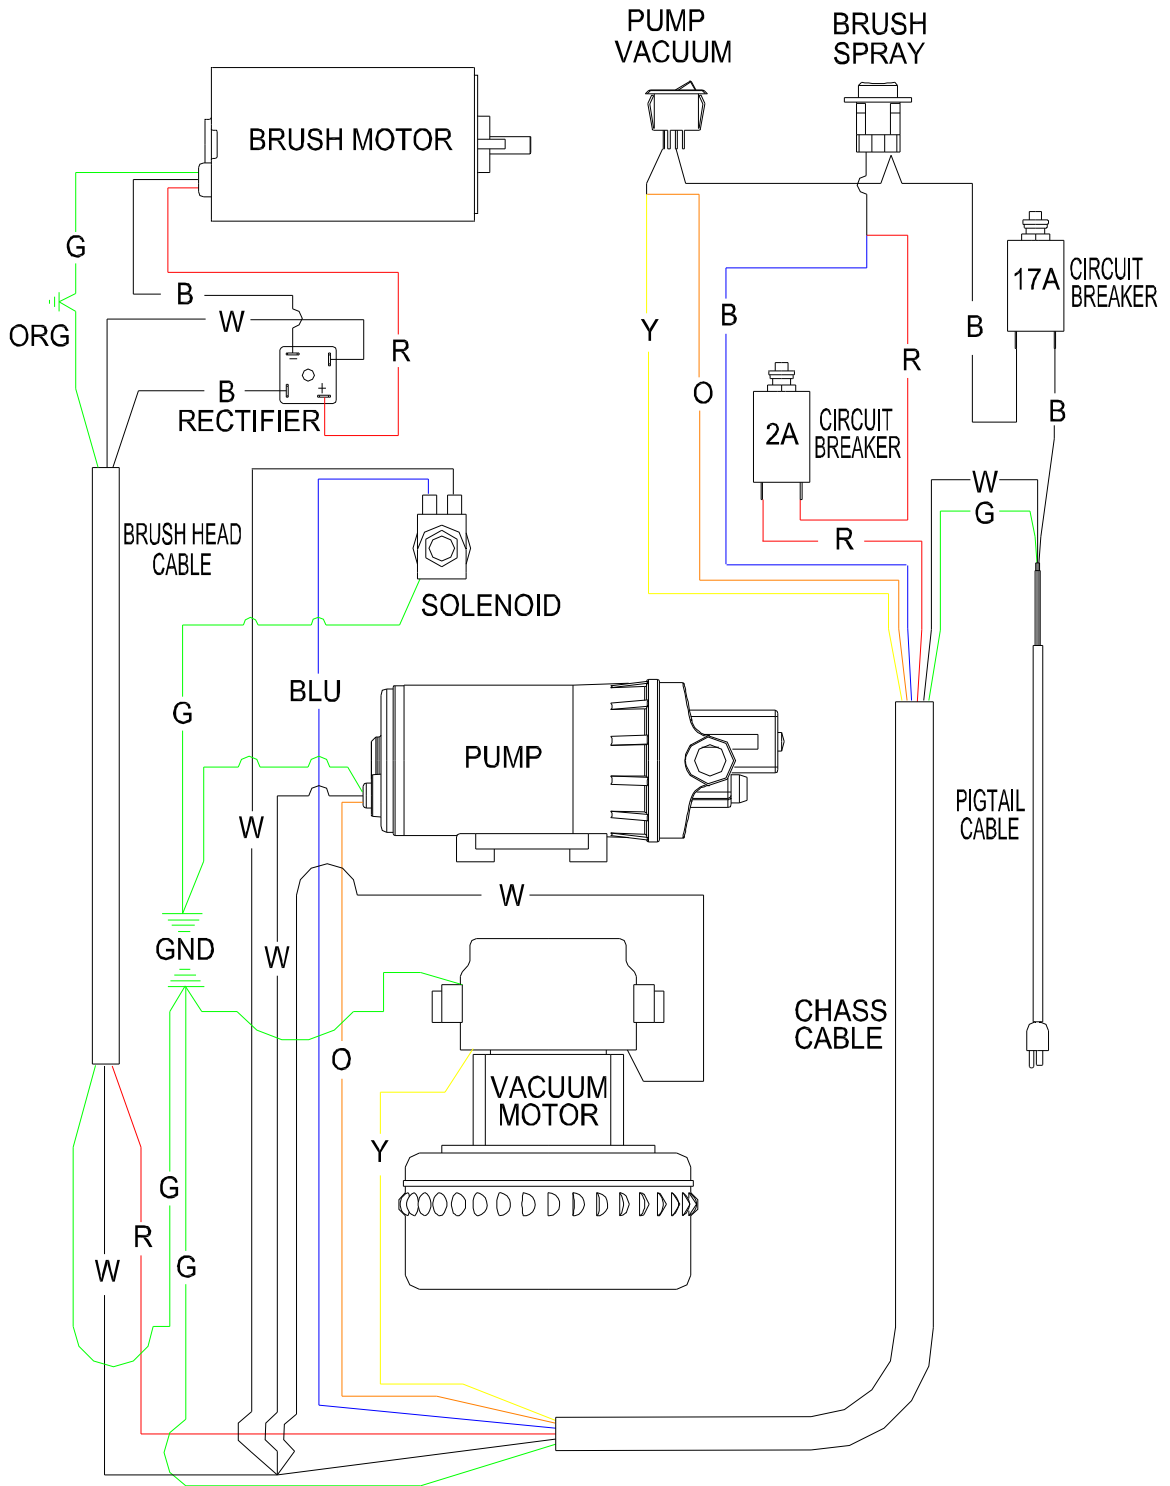 PUMP
VACUUM
BRUSH
SPRAY
BRUSH MOTOR
G
B
W
ORG
R
B
RECTIFIER
Y
B
O
R
B
17A
CIRCUIT
BREAKER
B
2A
CIRCUIT
BREAKER
W
G
R
BRUSH HEAD
CABLE
SOLENOID
BLU
G
PUMP
W
PIGTAIL
CABLE
W
GND
W
CHASS
CABLE
O
VACUUM
MOTOR
Y
G
R
G
W